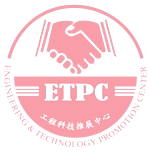 ETPC
工程科技推展中心
ENGINEERING & TECHNOLOGY PROMOTION CENTER